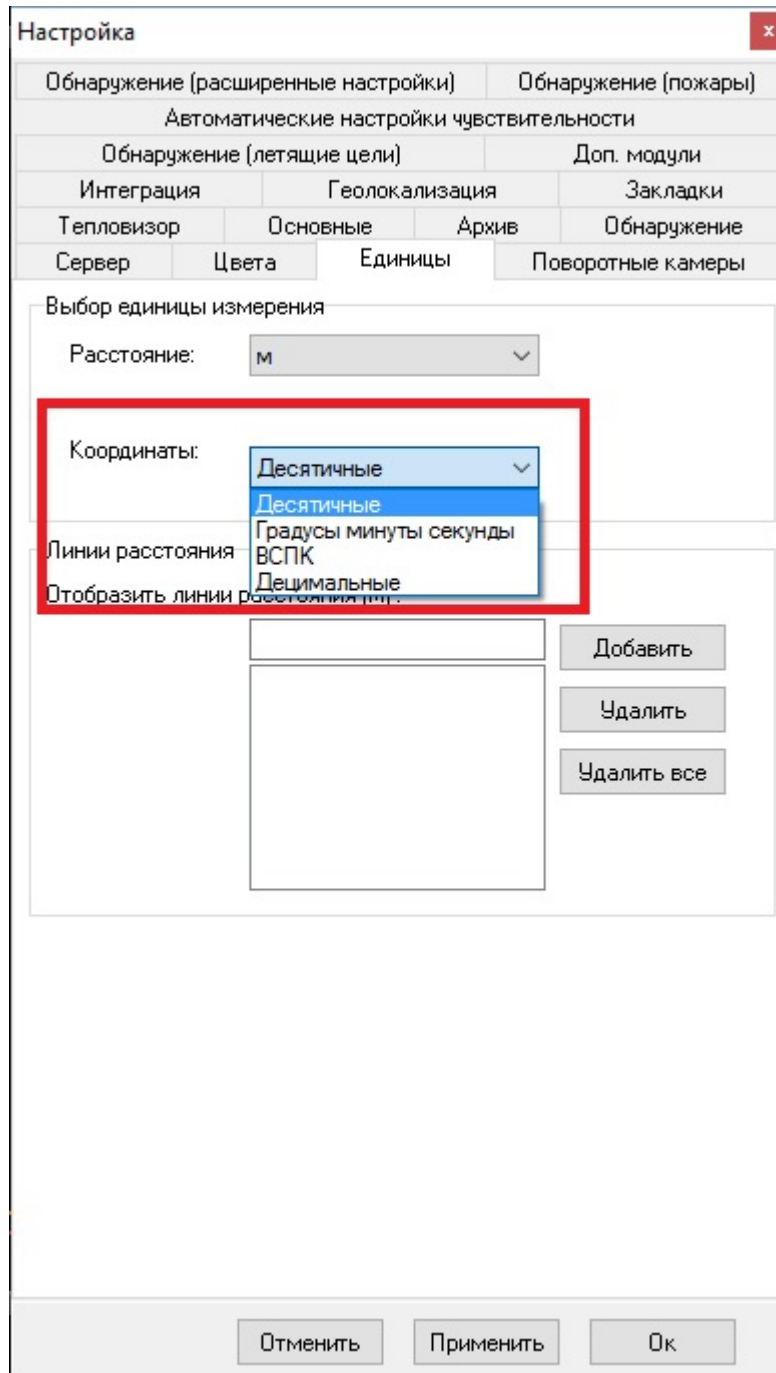 Настройка
x
Обнаружение (расширенные настройки) Обнаружение (пожары)
Автоматические настройки чувствительности
Обнаружение (летящие цели) Доп. модули
Интеграция Геолокализация Закладки
Тепловизор Основные Архив Обнаружение
Сервер Цвета Единицы Поворотные камеры
Выбор единицы измерения
Расстояние: м
Координаты: Десятичные
Десятичные
Градусы минуты секунды
Линии расстояния ВСПК
Децимальные
Отобразить линии расстояния (м) :
Добавить
Удалить
Удалить все
Отменить Применить Ок